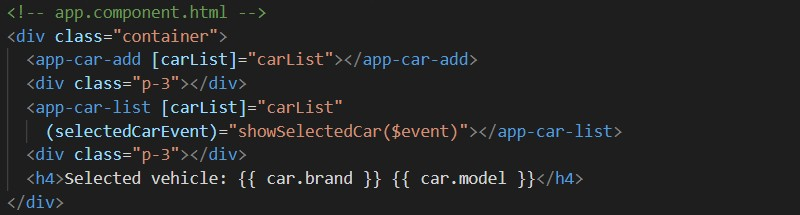 <!-- app.component.html -->
<div class="container">
  <app-car-add [carList]="carList"></app-car-add>
  <div class="p-3"></div>
  <app-car-list [carList]="carList"
    (selectedCarEvent)="showSelectedCar($event)"></app-car-list>
  <div class="p-3"></div>
  <h4>Selected vehicle: {{ car.brand }} {{ car.model }}</h4>
</div>